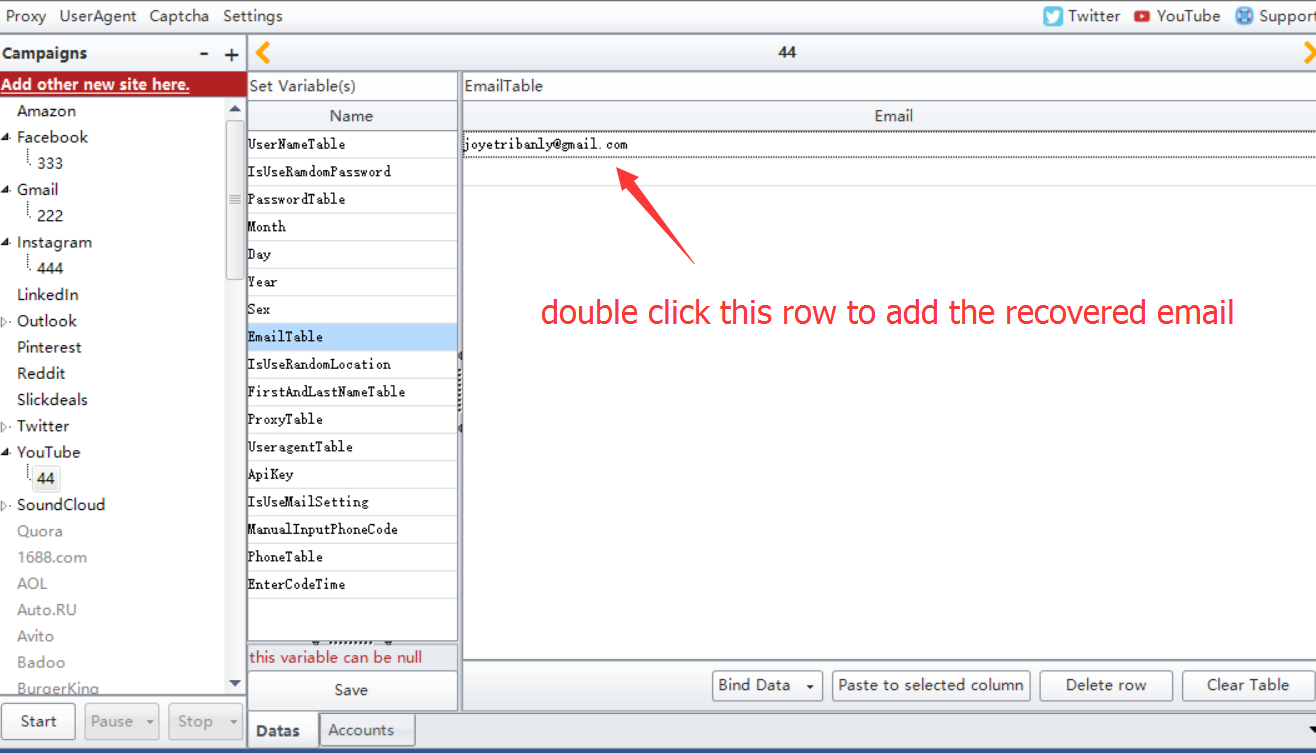 Proxy UserAgent Captcha Settings Twitter YouTube Support
Campaigns - +
44
Add other new site here.
Amazon
Facebook
333
Gmail
222
Instagram
444
LinkedIn
Outlook
Pinterest
Reddit
Slickdeals
Twitter
YouTube
44
SoundCloud
Quora
1688.com
AOL
Auto.RU
Avito
Badoo
BurgerKing
Start Pause Stop
Set Variable(s)
Name
UserNameTable
IsUseRamdomPassword
PasswordTable
Month
Day
Year
Sex
EmailTable
IsUseRandomLocation
FirstAndLastNameTable
ProxyTable
UseragentTable
ApiKey
IsUseMailSetting
ManualInputPhoneCode
PhoneTable
EnterCodeTime
this variable can be null
Save
Datas Accounts
EmailTable
Email
joyetribanly@gmail.com
double click this row to add the recovered email
Bind Data Paste to selected column Delete row Clear Table